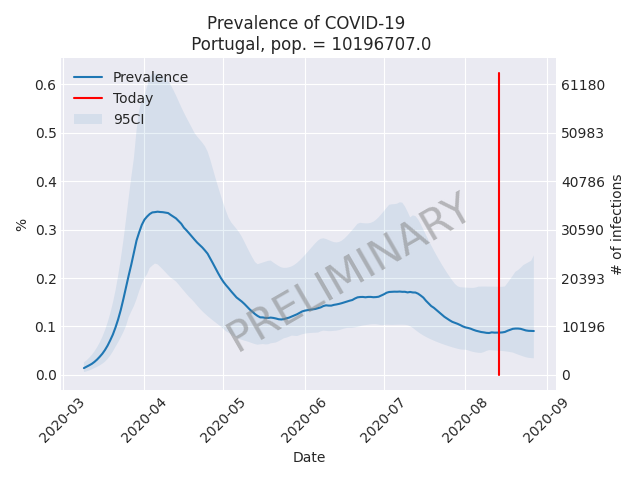 Prevalence of COVID-19
Portugal, pop. = 10196707.0
Prevalence
Today
95CI
0.6
0.5
0.4
0.3
0.2
0.1
0.0
%
61180
50983
40786
30590
20393
10196
0
# of infections
PRELIMINARY
2020-03
2020-04
2020-05
2020-06
2020-07
2020-08
2020-09
Date